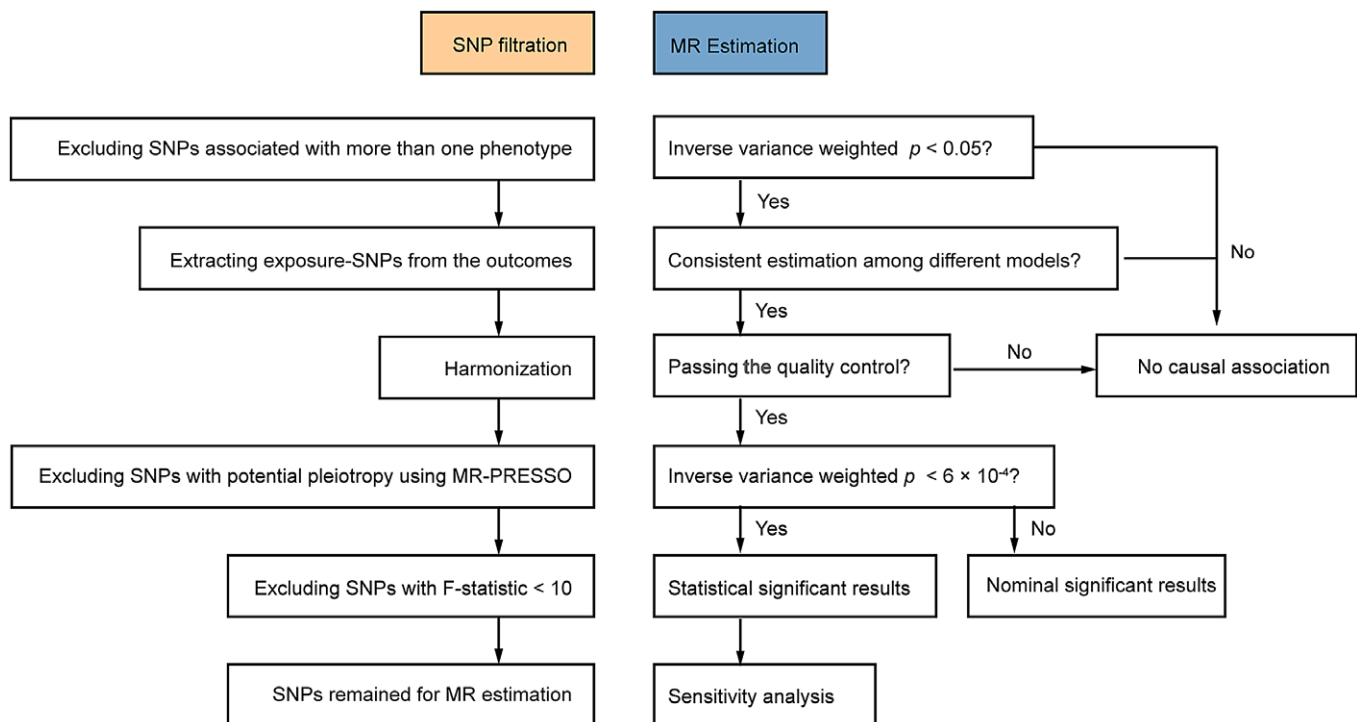 SNP filtration
MR Estimation
Excluding SNPs associated with more than one phenotype
Inverse variance weighted p < 0.05?
Yes
Extracting exposure-SNPs from the outcomes
Consistent estimation among different models?
No
Yes
Harmonization
Passing the quality control?
No
No causal association
Yes
Excluding SNPs with potential pleiotropy using MR-PRESSO
Inverse variance weighted p < 6 × 10⁻⁴?
Yes
No
Excluding SNPs with F-statistic < 10
Statistical significant results
Nominal significant results
SNPs remained for MR estimation
Sensitivity analysis